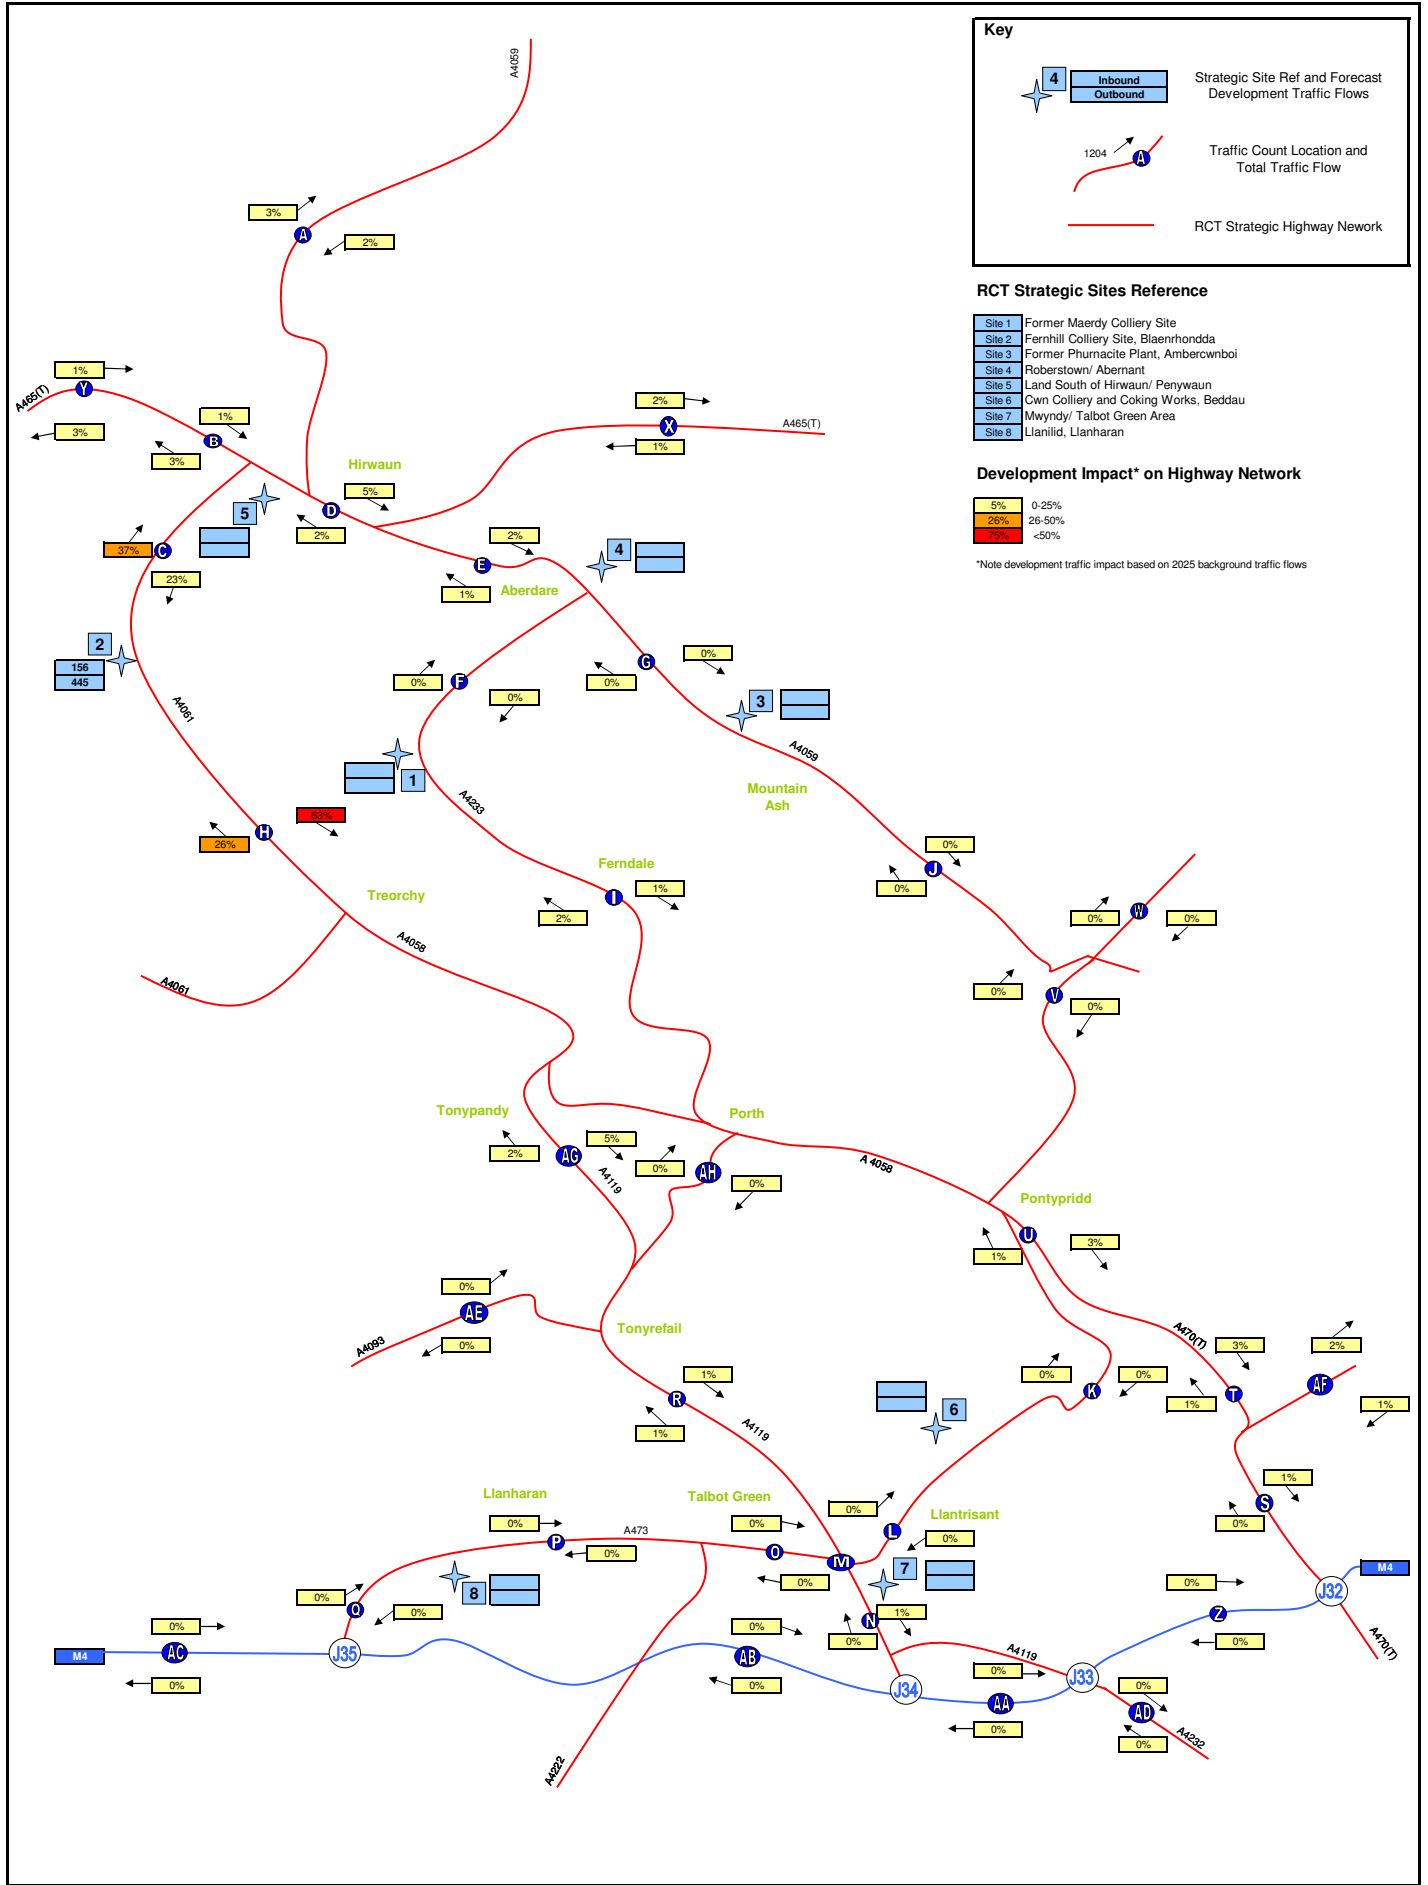 Key
4
Inbound
Outbound
Strategic Site Ref and Forecast
Development Traffic Flows
1204
A
Traffic Count Location and
Total Traffic Flow
RCT Strategic Highway Nework
RCT Strategic Sites Reference
Site 1 Former Maerdy Colliery Site
Site 2 Fernhill Colliery Site, Blaenrhondda
Site 3 Former Phurnacite Plant, Ambercwnboi
Site 4 Roberstown/ Abernant
Site 5 Land South of Hirwaun/ Penywaun
Site 6 Cwn Colliery and Coking Works, Beddau
Site 7 Mwyndy/ Talbot Green Area
Site 8 Llanilid, Llanharan
Development Impact* on Highway Network
5% 0-25%
26% 26-50%
75% <50%
*Note development traffic impact based on 2025 background traffic flows
A4059
3%
A
2%
1%
Y
A465(T)
3%
1%
B
3%
2%
X
A465(T)
1%
Hirwaun
5%
D
2%
5
37%
C
23%
2%
E
1%
4
Aberdare
2
156
445
A4061
0%
F
0%
G
0%
0%
3
A4059
Mountain
Ash
1
A4233
63%
H
26%
Treorchy
Ferndale
1%
I
2%
0%
J
0%
0%
W
0%
A4058
A4061
0%
V
0%
Tonypandy
Porth
2%
AG
5%
A4119
0%
AH
0%
A 4058
Pontypridd
U
1%
3%
0%
AE
0%
A4093
Tonyrefail
A470(T)
3%
T
1%
2%
AF
1%
1%
R
1%
A4119
6
0%
K
0%
1%
S
0%
Llanharan
0%
P
0%
A473
Talbot Green
0%
O
0%
M
0%
L
0%
Llantrisant
7
8
0%
Q
0%
1%
N
0%
0%
Z
0%
J32
M4
A470(T)
0%
AC
M4
0%
J35
0%
AB
0%
J34
A4119
0%
AA
0%
J33
0%
AD
0%
A4232
A4222